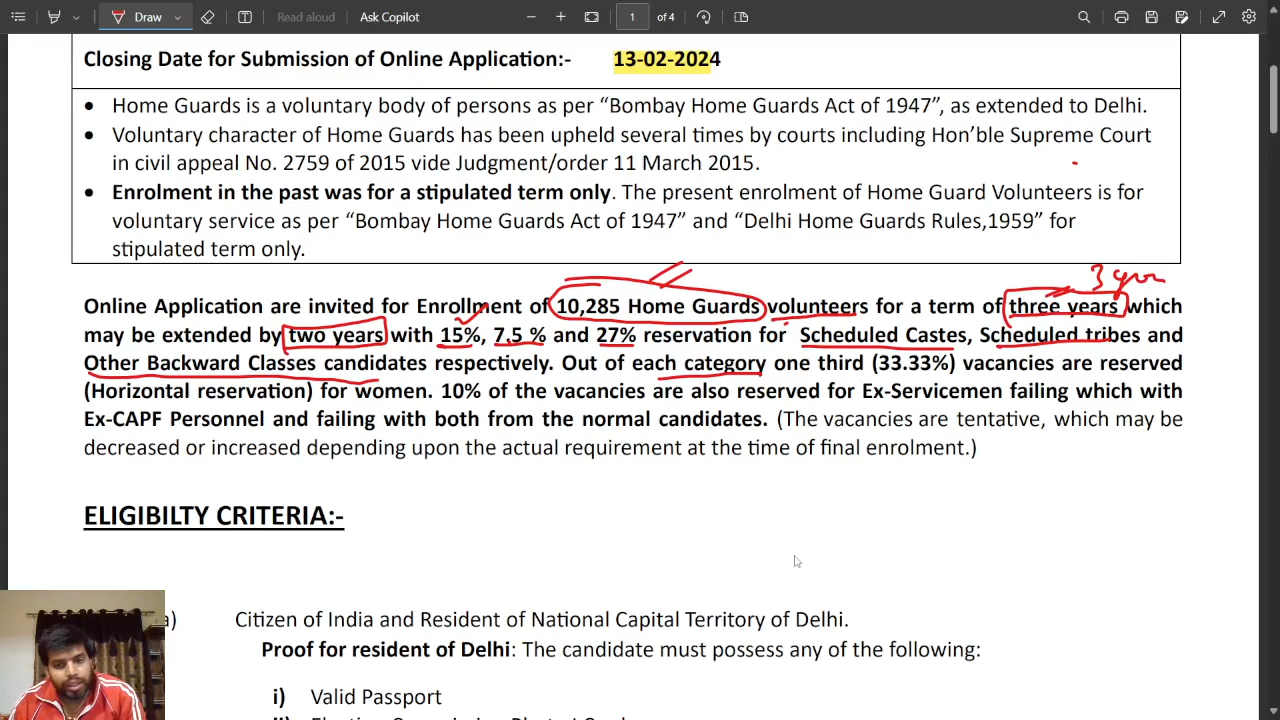 Draw
Read aloud
Ask Copilot
1 of 4
Closing Date for Submission of Online Application:- 13-02-2024
• Home Guards is a voluntary body of persons as per “Bombay Home Guards Act of 1947”, as extended to Delhi.
• Voluntary character of Home Guards has been upheld several times by courts including Hon’ble Supreme Court
in civil appeal No. 2759 of 2015 vide Judgment/order 11 March 2015.
• Enrolment in the past was for a stipulated term only. The present enrolment of Home Guard Volunteers is for
voluntary service as per “Bombay Home Guards Act of 1947” and “Delhi Home Guards Rules,1959” for
stipulated term only.
Online Application are invited for Enrollment of 10,285 Home Guards volunteers for a term of three years which
may be extended by two years with 15%, 7.5 % and 27% reservation for Scheduled Castes, Scheduled tribes and
Other Backward Classes candidates respectively. Out of each category one third (33.33%) vacancies are reserved
(Horizontal reservation) for women. 10% of the vacancies are also reserved for Ex-Servicemen failing which with
Ex-CAPF Personnel and failing with both from the normal candidates. (The vacancies are tentative, which may be
decreased or increased depending upon the actual requirement at the time of final enrolment.)
ELIGIBILTY CRITERIA:-
a) Citizen of India and Resident of National Capital Territory of Delhi.
Proof for resident of Delhi: The candidate must possess any of the following:
i) Valid Passport